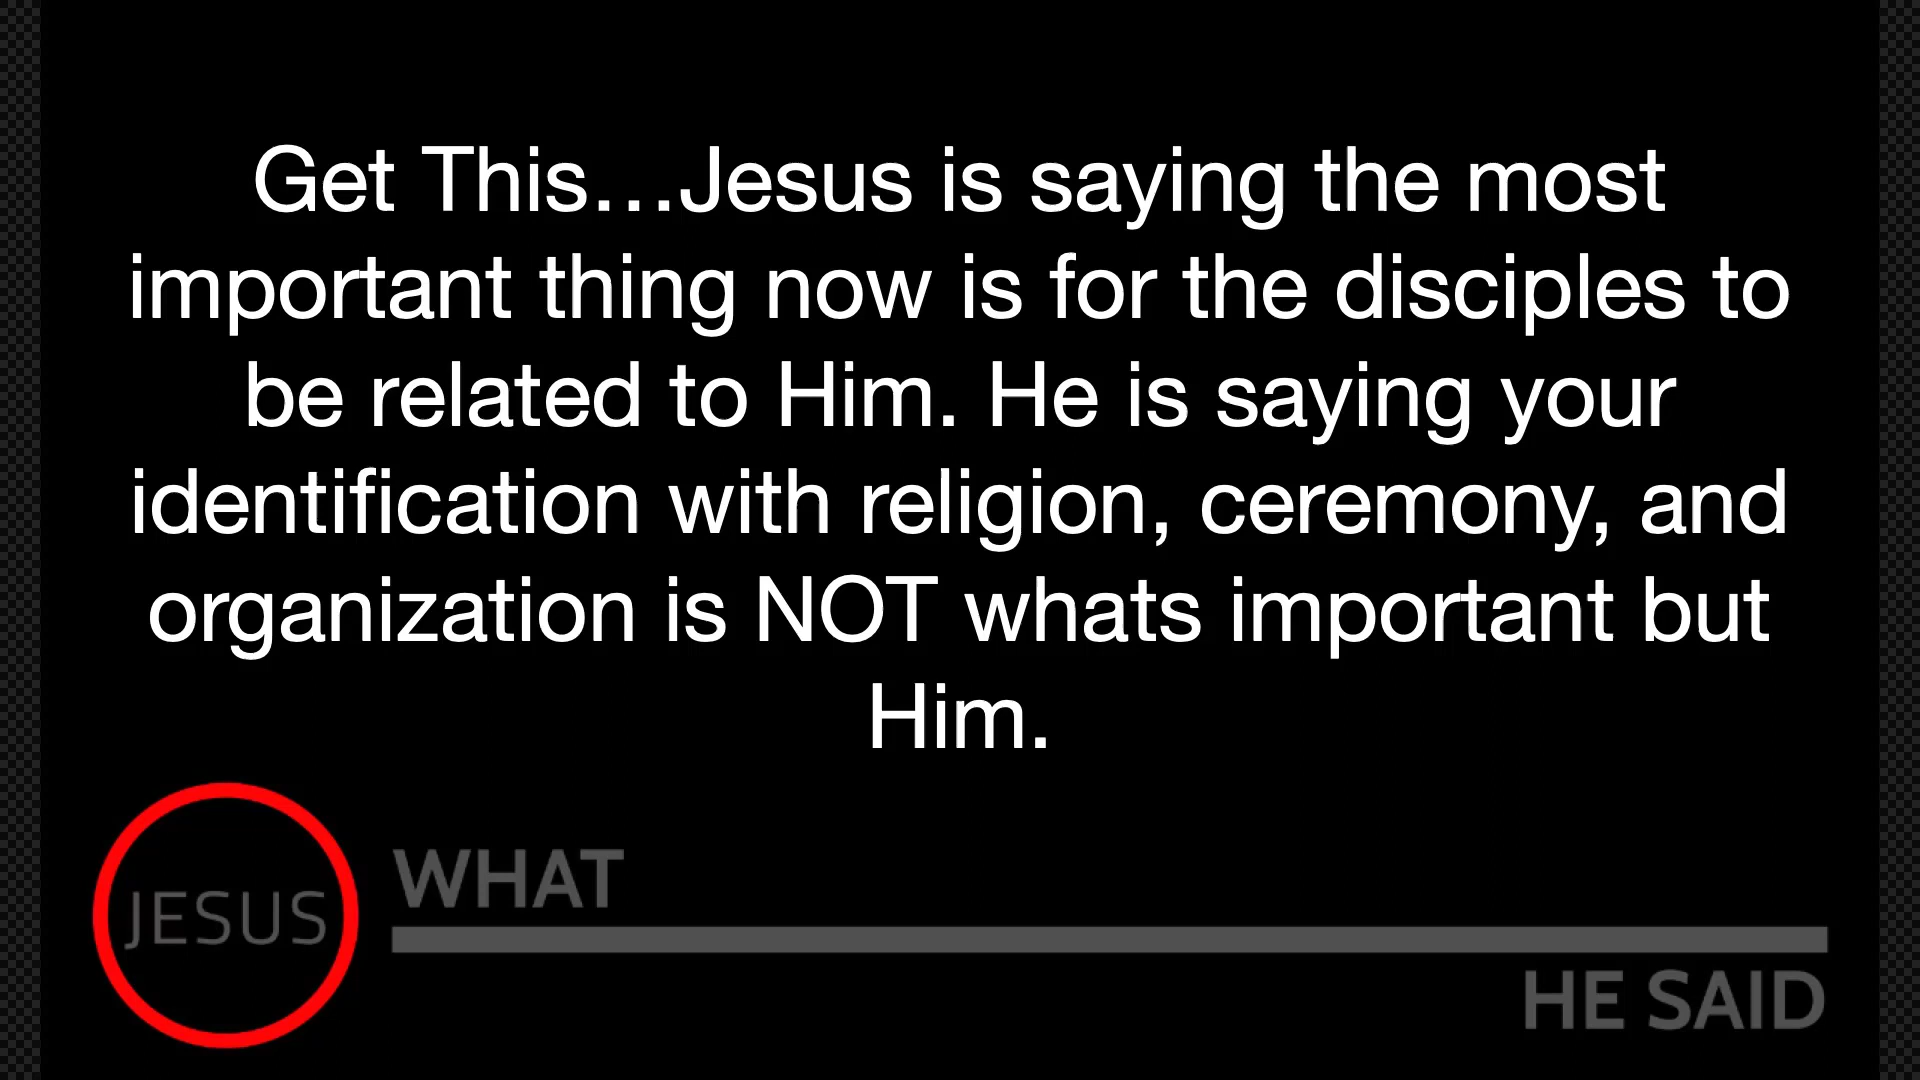 Get This…Jesus is saying the most
important thing now is for the disciples to
be related to Him. He is saying your
identification with religion, ceremony, and
organization is NOT whats important but
Him.
JESUS
WHAT
HE SAID